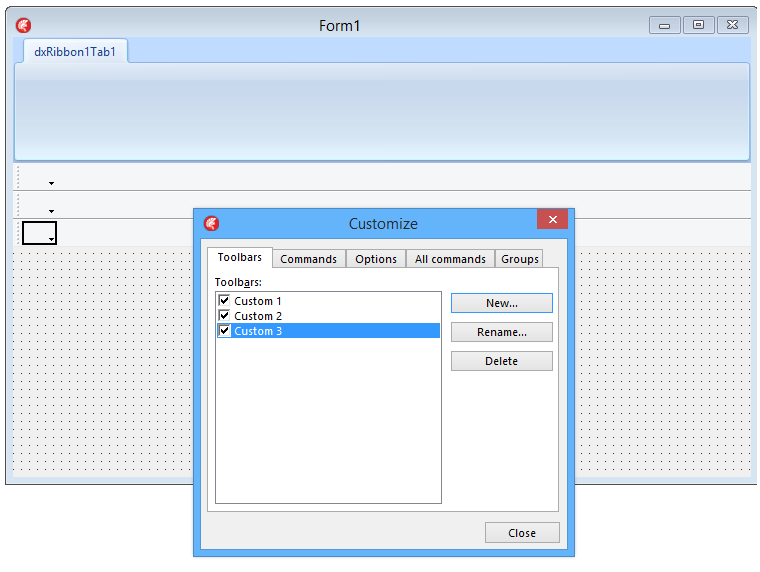 Form1
dxRibbon1Tab1
Customize
Toolbars Commands Options All commands Groups
Toolbars:
Custom 1
Custom 2
Custom 3
New...
Rename...
Delete
Close